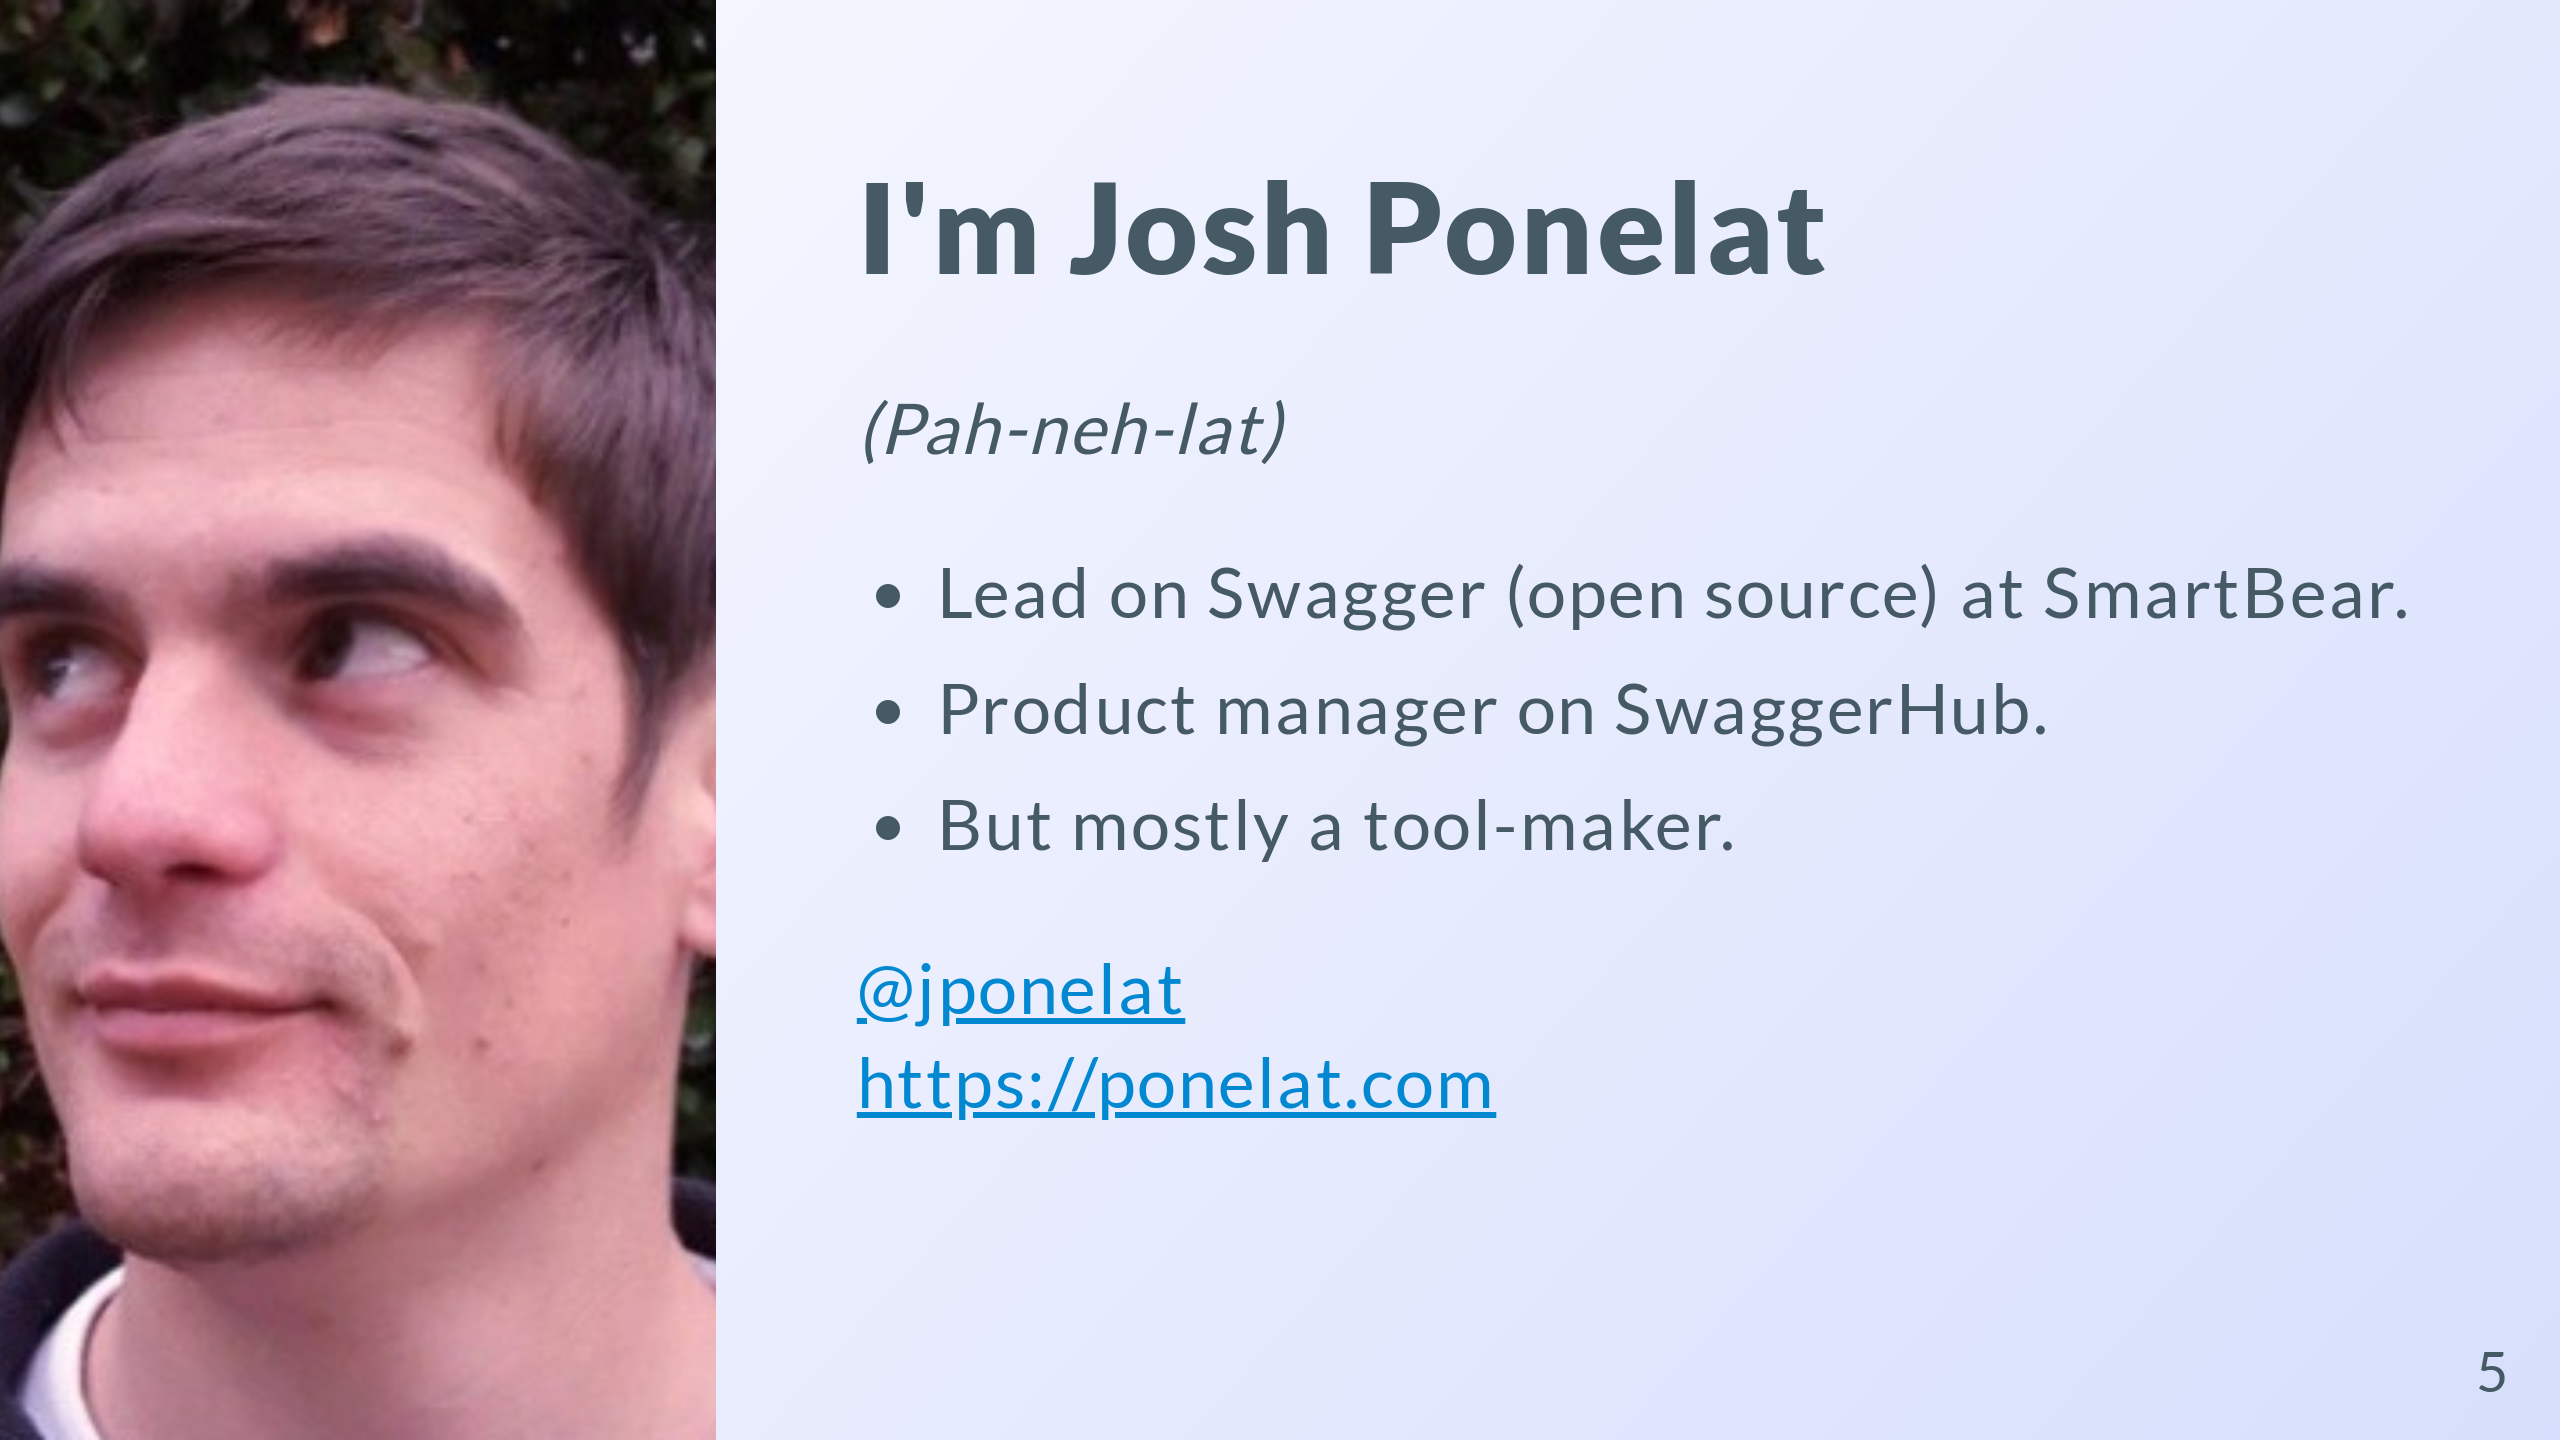 I'm Josh Ponelat
(Pah-neh-lat)
• Lead on Swagger (open source) at SmartBear.
• Product manager on SwaggerHub.
• But mostly a tool-maker.
@jponelat
https://ponelat.com
5